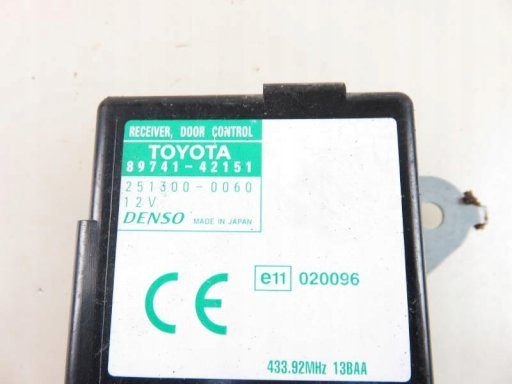 RECEIVER, DOOR CONTROL
TOYOTA
89741-42151
251300-0060
12V
DENSO MADE IN JAPAN
CE
e11 020096
433.92MHz 13BAA